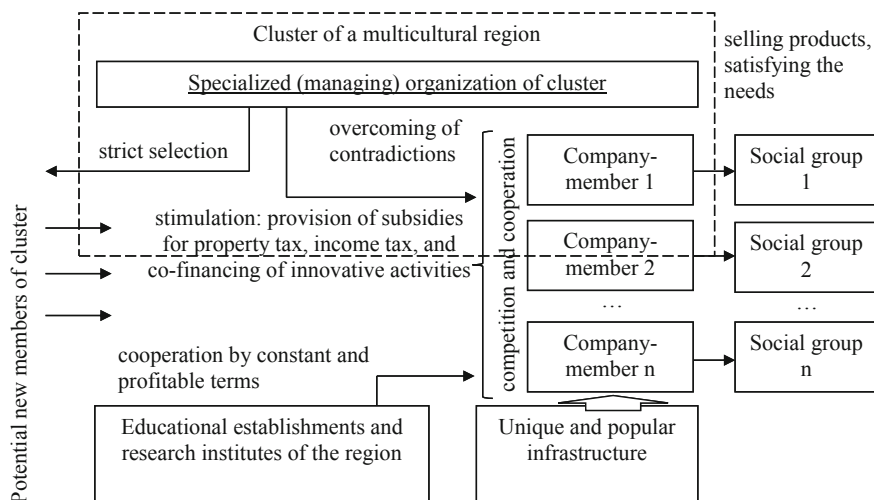 Cluster of a multicultural region
selling products,
satisfying the
needs
Specialized (managing) organization of cluster
strict selection
overcoming of
contradictions
Company-
member 1
Social group
1
stimulation: provision of subsidies
for property tax, income tax, and
co-financing of innovative activities
Company-
member 2
Social group
2
…
…
competition and cooperation
Potential new members of cluster
cooperation by constant and
profitable terms
Company-
member n
Social group
n
Educational establishments and
research institutes of the region
Unique and popular
infrastructure